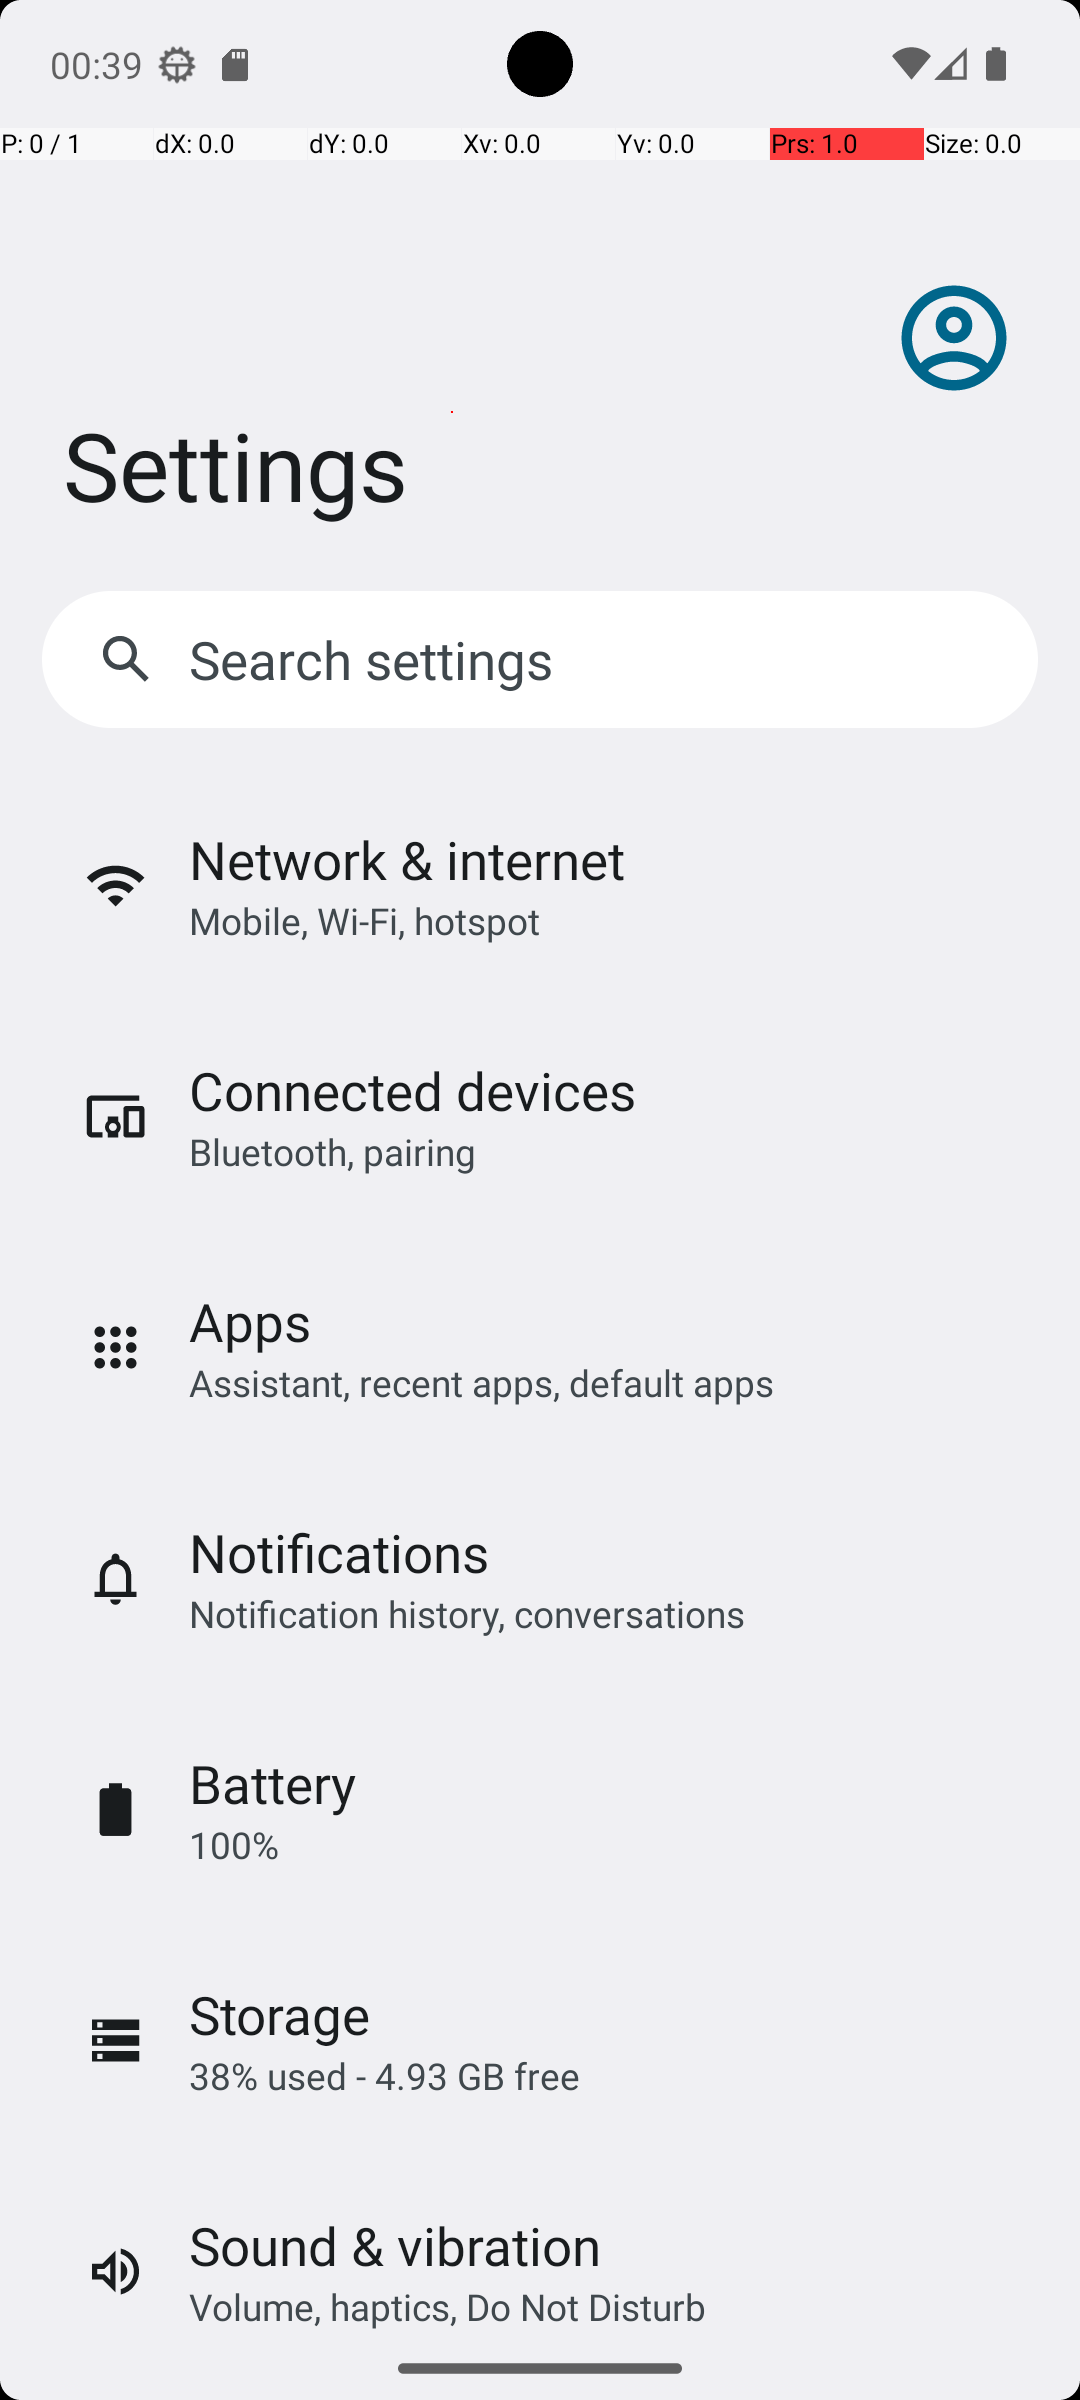 00:39
P: 0 / 1 dX: 0.0 dY: 0.0 Xv: 0.0 Yv: 0.0 Prs: 1.0 Size: 0.0
Settings
Search settings
Network & internet
Mobile, Wi-Fi, hotspot
Connected devices
Bluetooth, pairing
Apps
Assistant, recent apps, default apps
Notifications
Notification history, conversations
Battery
100%
Storage
38% used - 4.93 GB free
Sound & vibration
Volume, haptics, Do Not Disturb